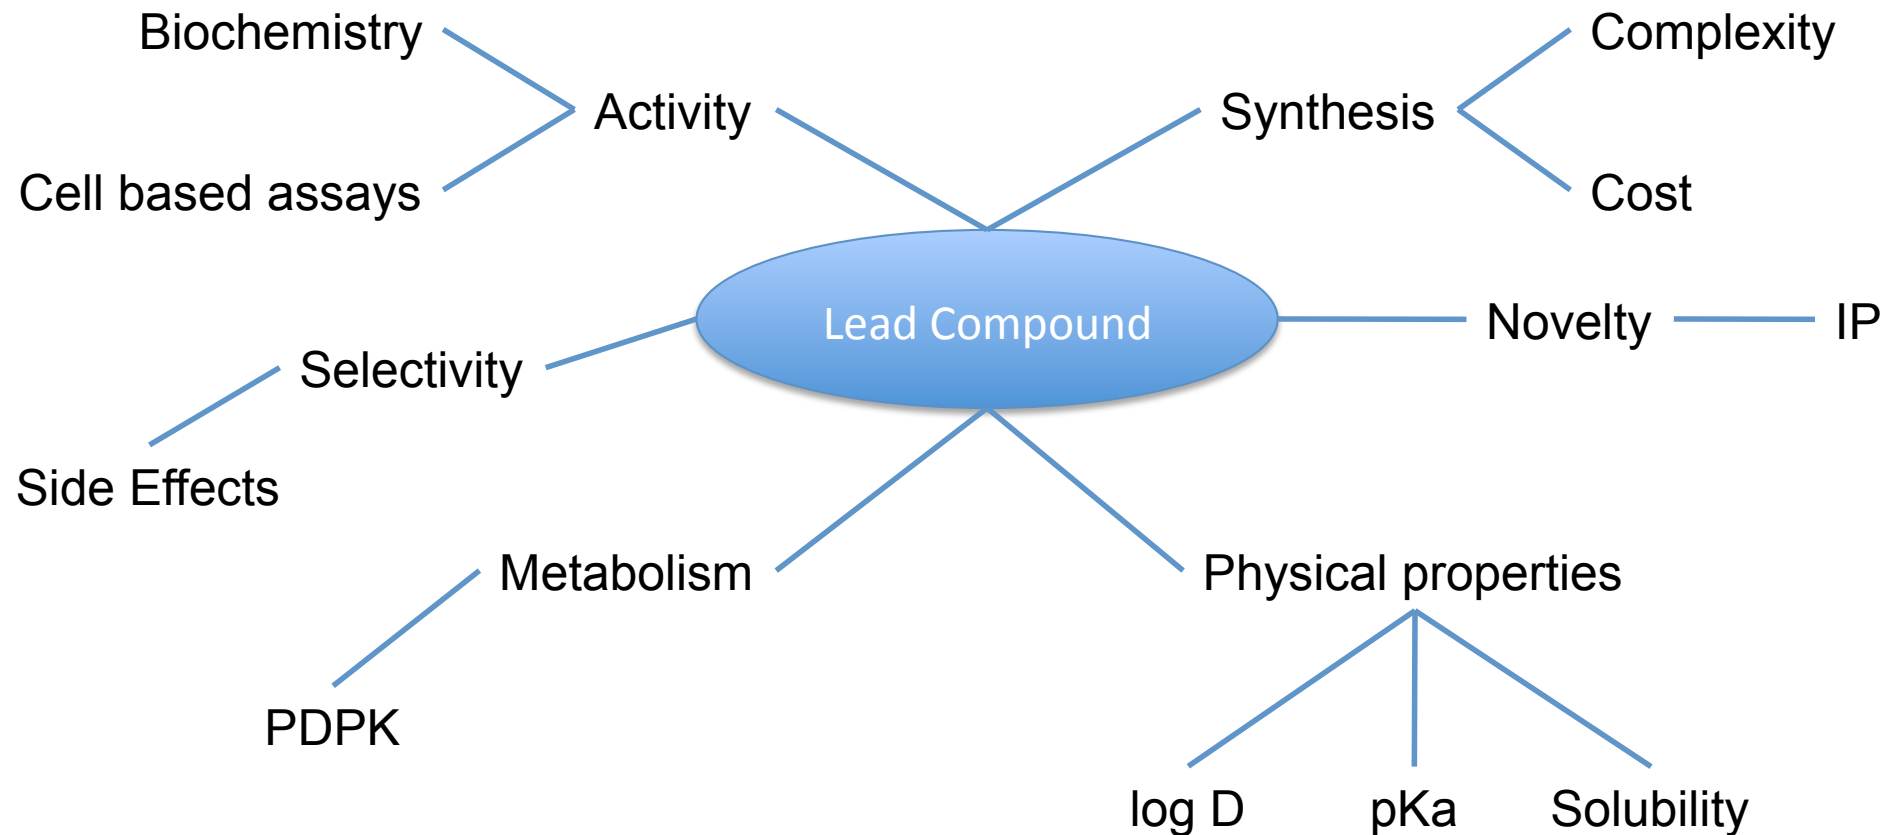 Biochemistry
Complexity
Activity
Synthesis
Cell based assays
Cost
Lead Compound
Novelty
IP
Selectivity
Side Effects
Metabolism
Physical properties
PDPK
log D
pKa
Solubility